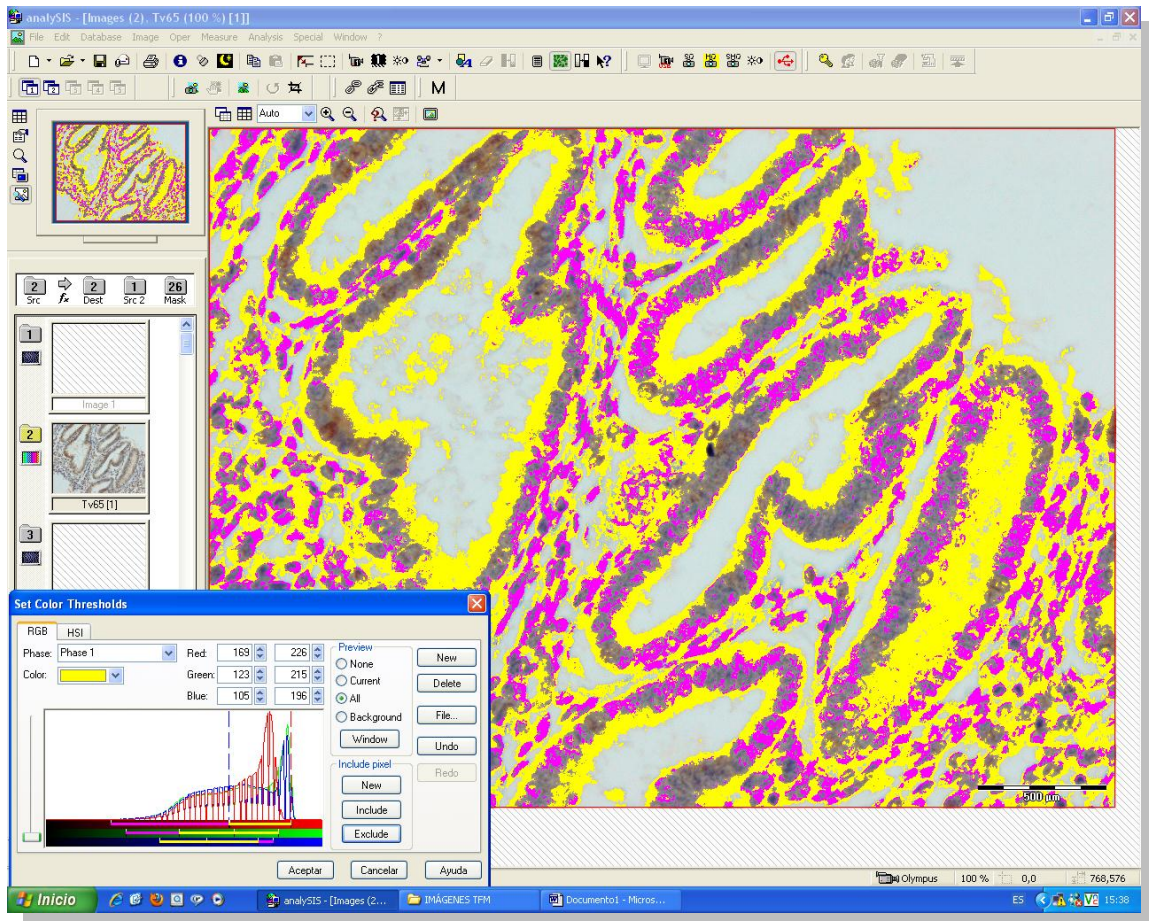 analySIS - [Images (2), Tv65 (100 %) [1]]
File Edit Database Image Oper Measure Analysis Special Window ?
M
Auto
2 2 1 26
Src fx Dest Src 2 Mask
1
Image 1
2
Tv65 [1]
3
500 µm
Set Color Thresholds
RGB HSI
Phase: Phase 1 Red: 169 226
Color: Green: 123 215
Blue: 105 196
Preview
None
Current
All
Background
Window
Include pixel
New
Include
Exclude
New
Delete
File...
Undo
Redo
Aceptar Cancelar Ayuda
Olympus 100 % 0,0 768,576
Inicio analySIS - [Images (2... IMÁGENES TFM Documento1 - Micros... ES 15:38